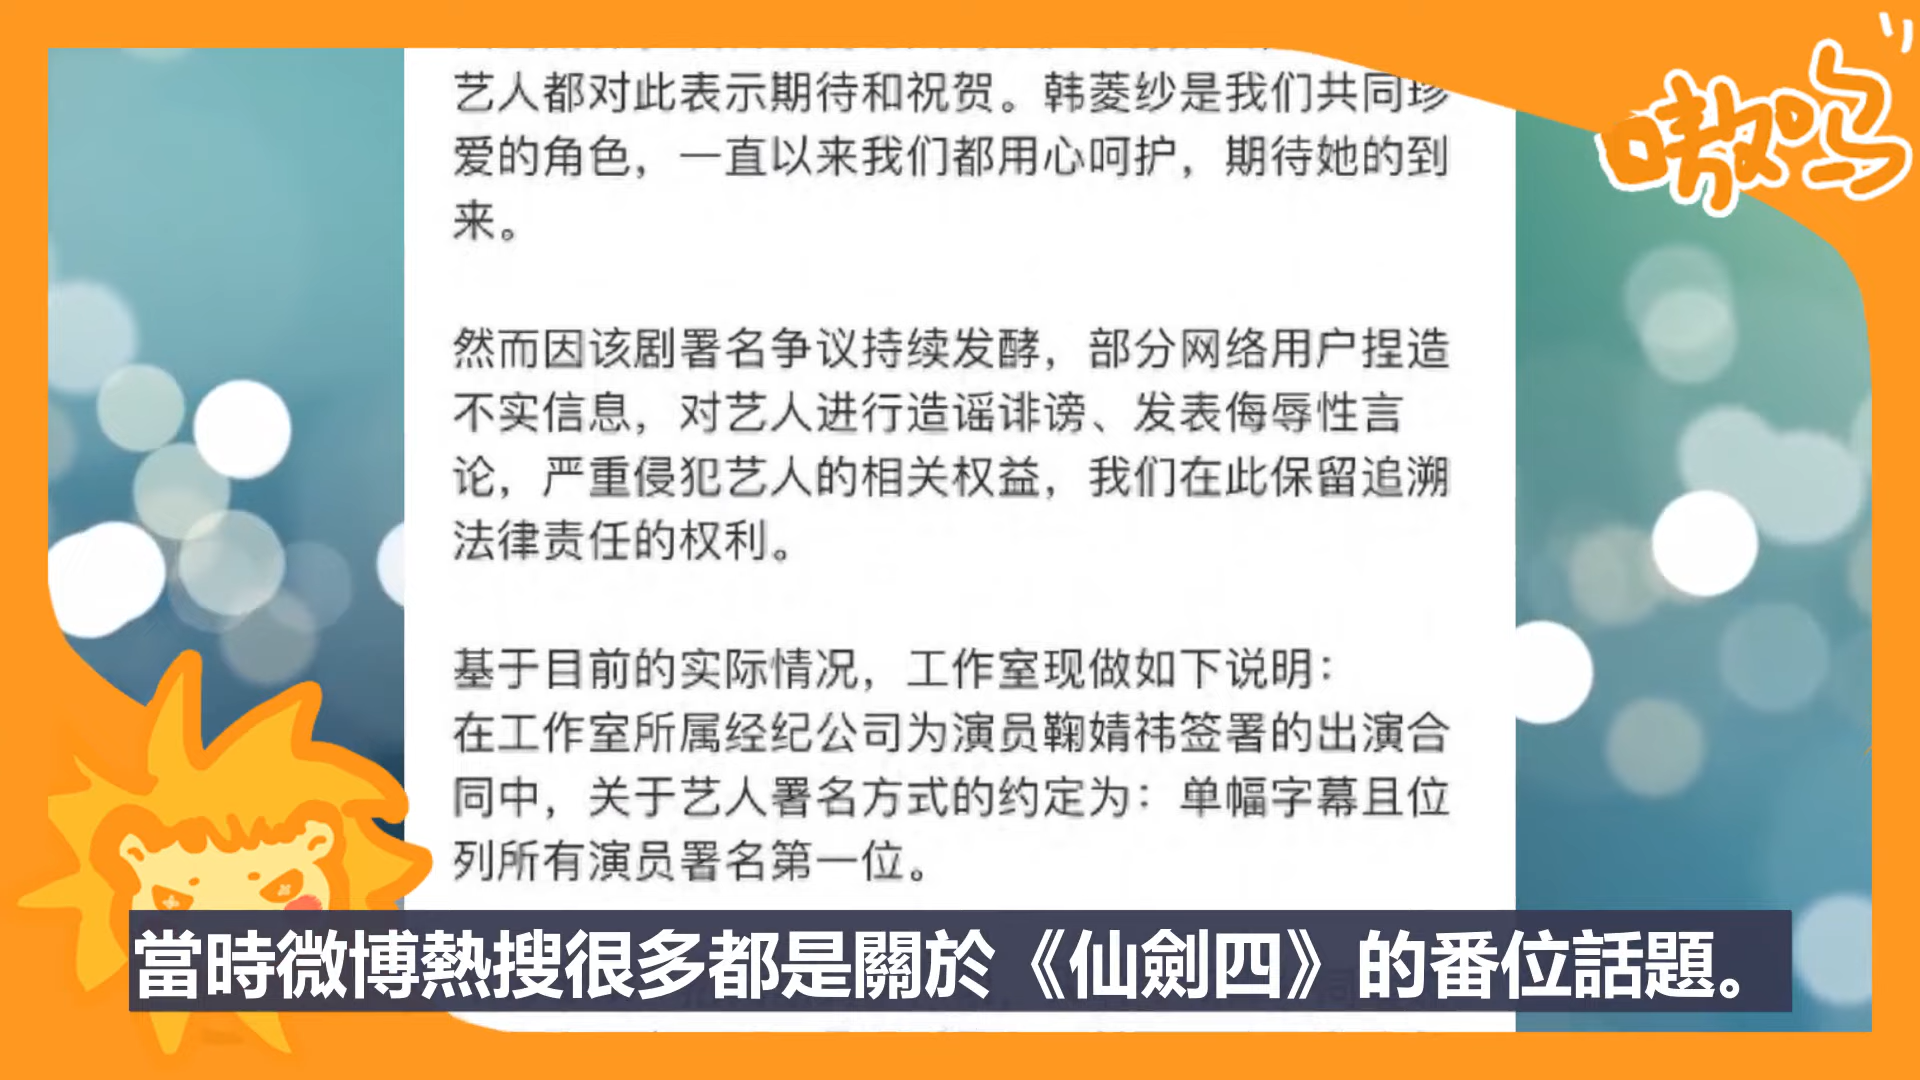 嗷呜
艺人都对此表示期待和祝贺。韩菱纱是我们共同珍
爱的角色，一直以来我们都用心呵护，期待她的到
来。
然而因该剧署名争议持续发酵，部分网络用户捏造
不实信息，对艺人进行造谣诽谤、发表侮辱性言
论，严重侵犯艺人的相关权益，我们在此保留追溯
法律责任的权利。
基于目前的实际情况，工作室现做如下说明：
在工作室所属经纪公司为演员鞠婧祎签署的出演合
同中，关于艺人署名方式的约定为：单幅字幕且位
列所有演员署名第一位。
當時微博熱搜很多都是關於《仙劍四》的番位話題。